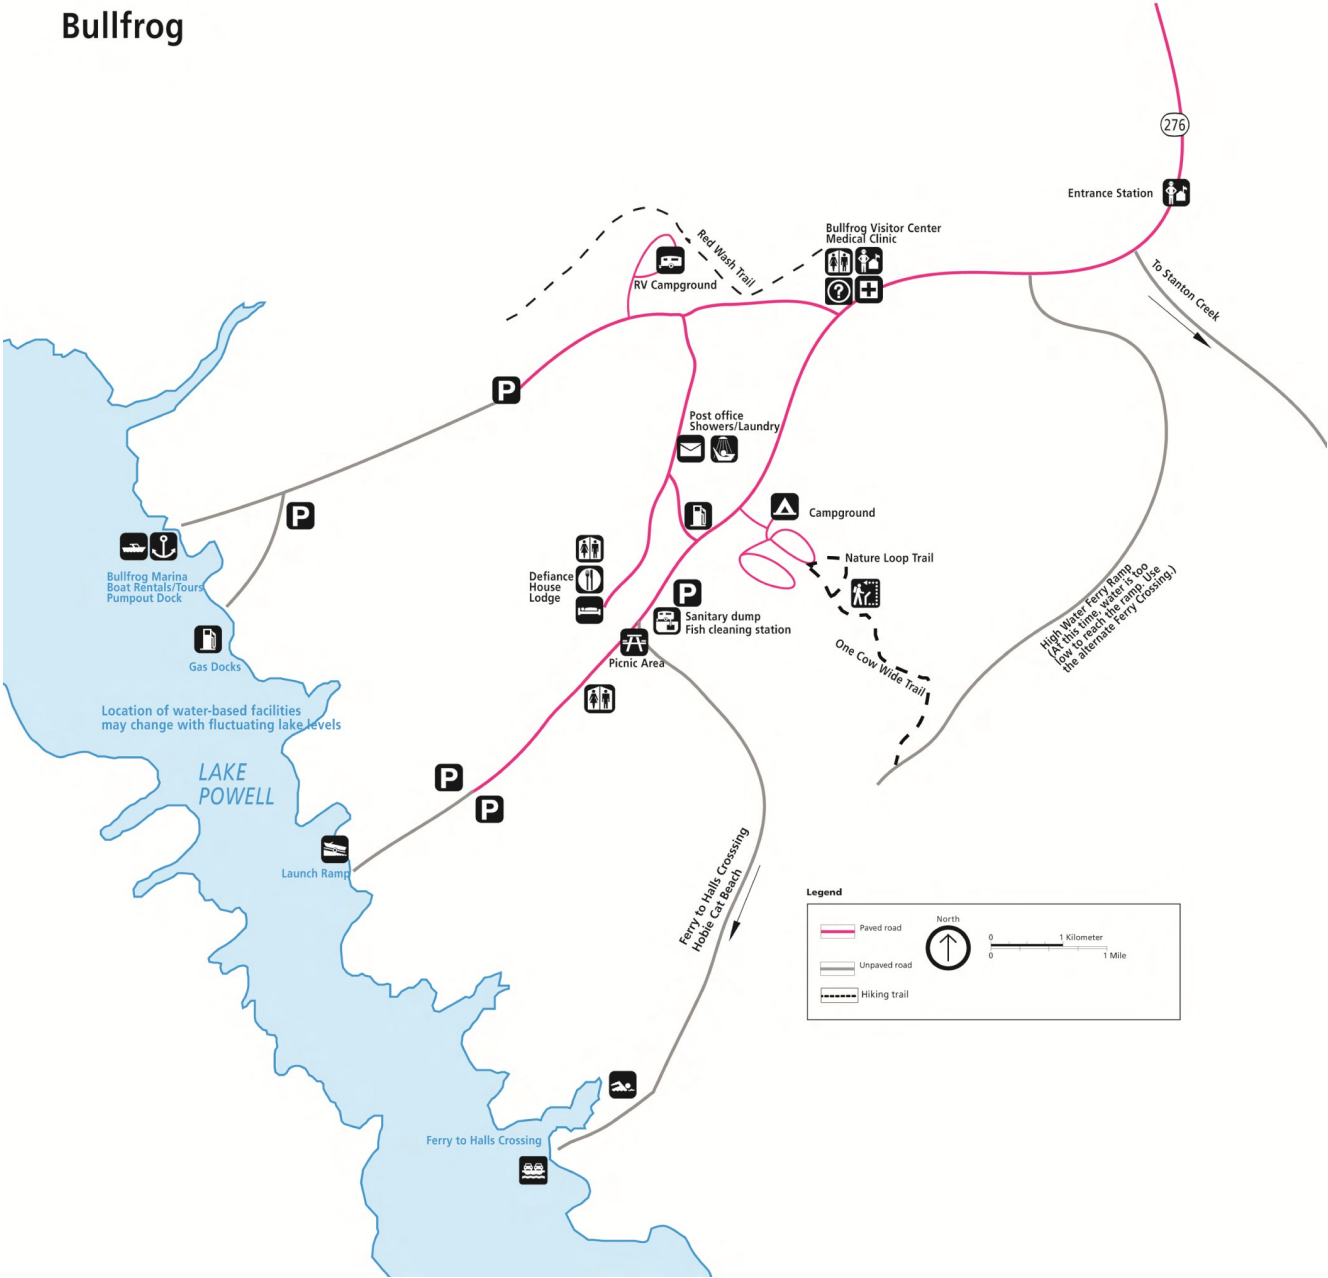 Bullfrog
276
Entrance Station
To Stanton Creek
Bullfrog Visitor Center
Medical Clinic
?
Red Wash Trail
RV Campground
P
Post office
Showers/Laundry
P
Campground
Nature Loop Trail
One Cow Wide Trail
High Water Ferry Ramp
(At this time, water is too
low to reach the ramp. Use
the alternate Ferry Crossing.)
Defiance
House
Lodge
P
Sanitary dump
Fish cleaning station
Picnic Area
Bullfrog Marina
Boat Rentals/Tours
Pumpout Dock
Gas Docks
Location of water-based facilities
may change with fluctuating lake levels
LAKE
POWELL
P
P
Launch Ramp
Ferry to Halls Crosssing
Hobie Cat Beach
Ferry to Halls Crossing
Legend
Paved road
Unpaved road
Hiking trail
North
0 1 Kilometer
0 1 Mile